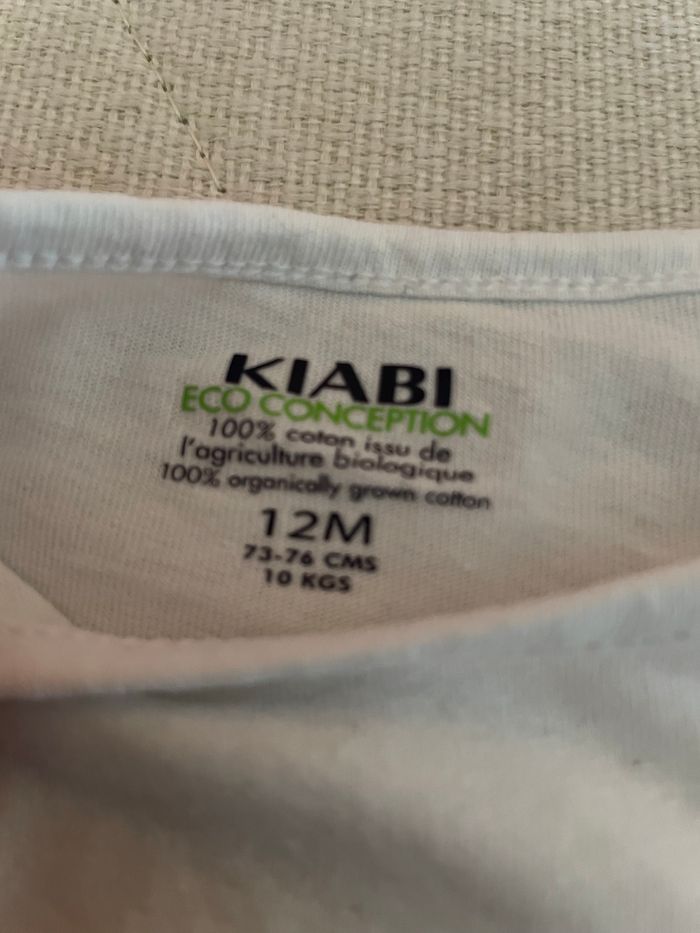 KIABI
ECO CONCEPTION
100% coton issu de
l'agriculture biologique
100% organically grown cotton
12M
73-76 CMS
10 KGS